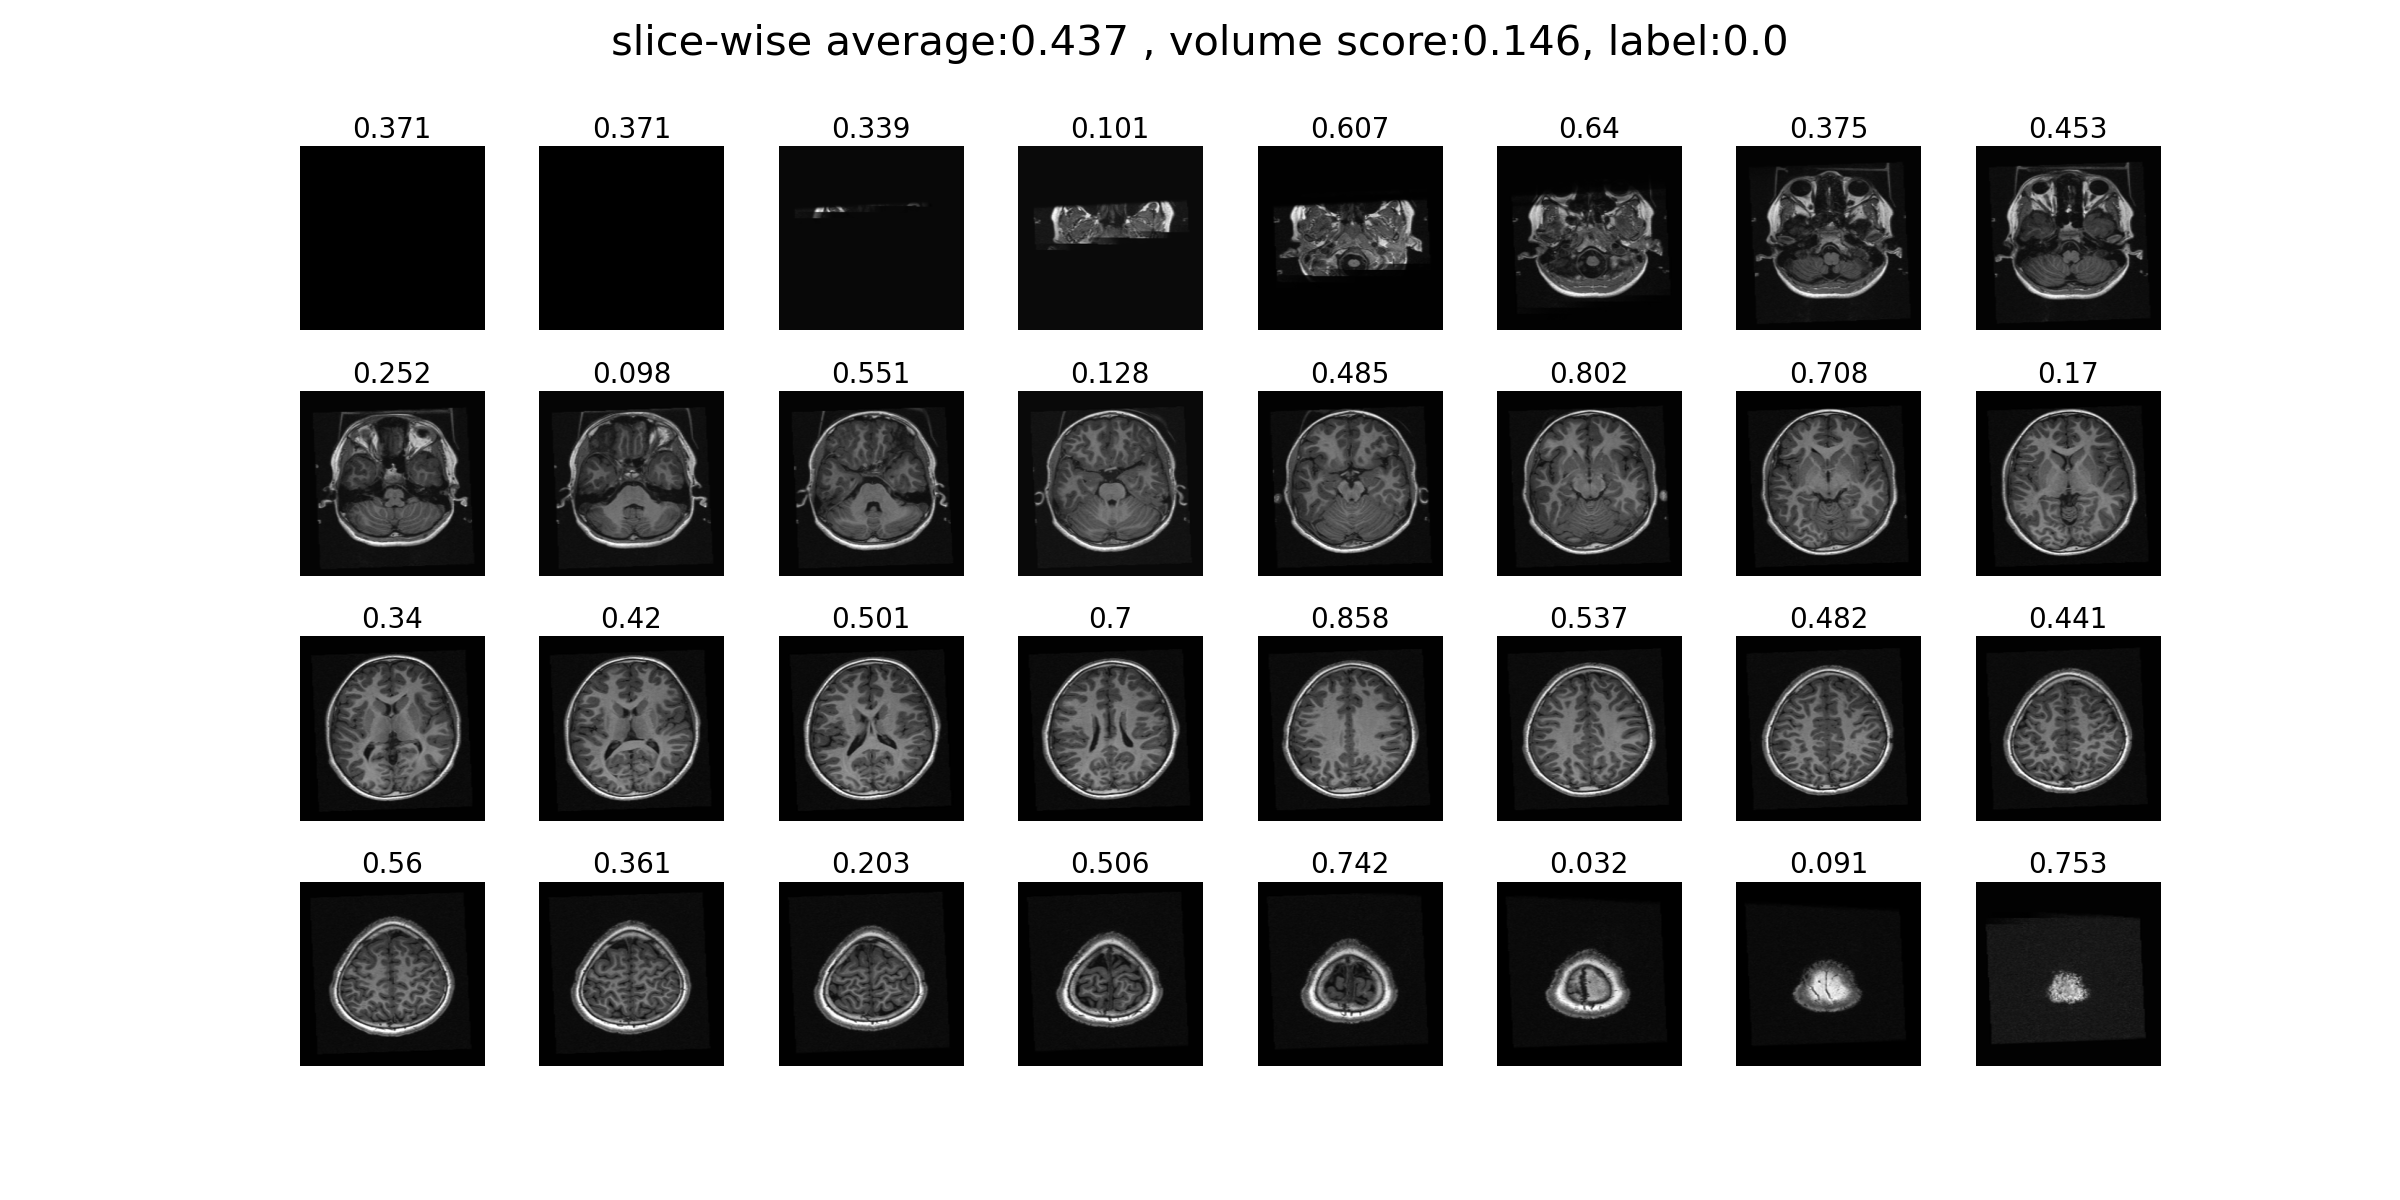 slice-wise average:0.437 , volume score:0.146, label:0.0
0.371 0.371 0.339 0.101 0.607 0.64 0.375 0.453
0.252 0.098 0.551 0.128 0.485 0.802 0.708 0.17
0.34 0.42 0.501 0.7 0.858 0.537 0.482 0.441
0.56 0.361 0.203 0.506 0.742 0.032 0.091 0.753